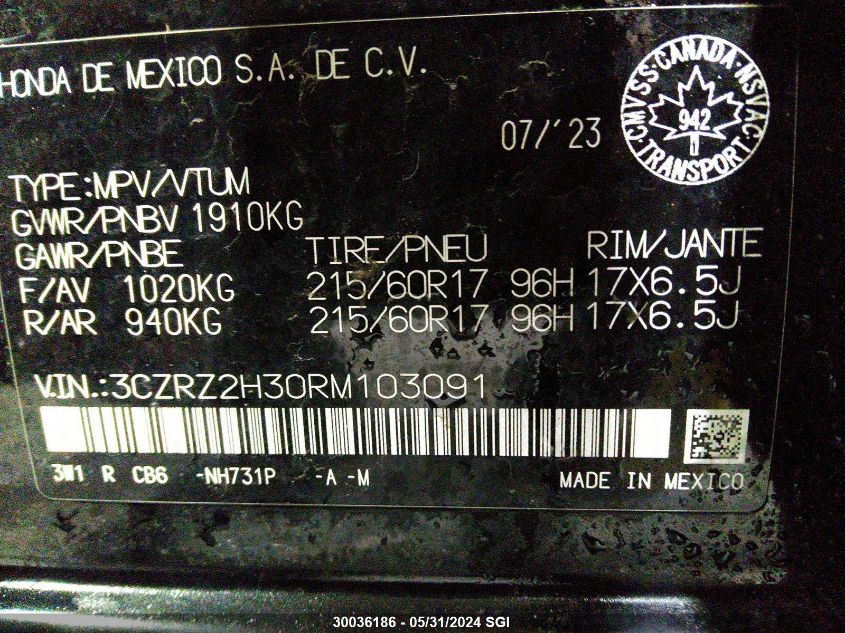 HONDA DE MEXICO S.A. DE C.V.
CMVSS·CANADA·NSVAC·
942
TRANSPORT
07/'23
TYPE:MPV/VTUM
GVWR/PNBV 1910KG
GAWR/PNBE TIRE/PNEU RIM/JANTE
F/AV 1020KG 215/60R17 96H 17X6.5J
R/AR 940KG 215/60R17 96H 17X6.5J
V.IN.:3CZRZ2H30RM103091
3W1 R CB6 -NH731P -A -M MADE IN MEXICO
30036186 - 05/31/2024 SGI